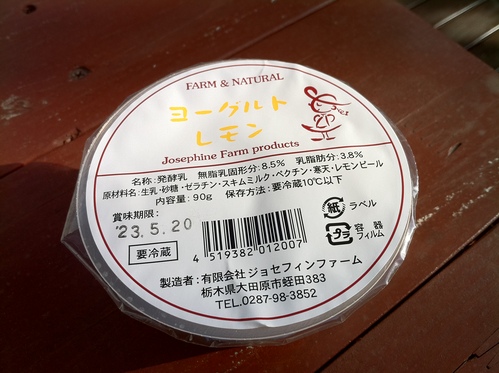 FARM & NATURAL
ヨーグルト
レモン
Josephine Farm products
名称:発酵乳 無脂乳固形分:8.5% 乳脂肪分:3.8%
原材料名:生乳・砂糖・ゼラチン・スキムミルク・ペクチン・寒天・レモンピール
内容量:90g 保存方法:要冷蔵10℃以下
賞味期限:
23.5.20
要冷蔵
4 519382 012007
紙 ラベル
プラ 容器
フィルム
製造者:有限会社ジョセフィンファーム
栃木県大田原市蛭田383
TEL.0287-98-3852